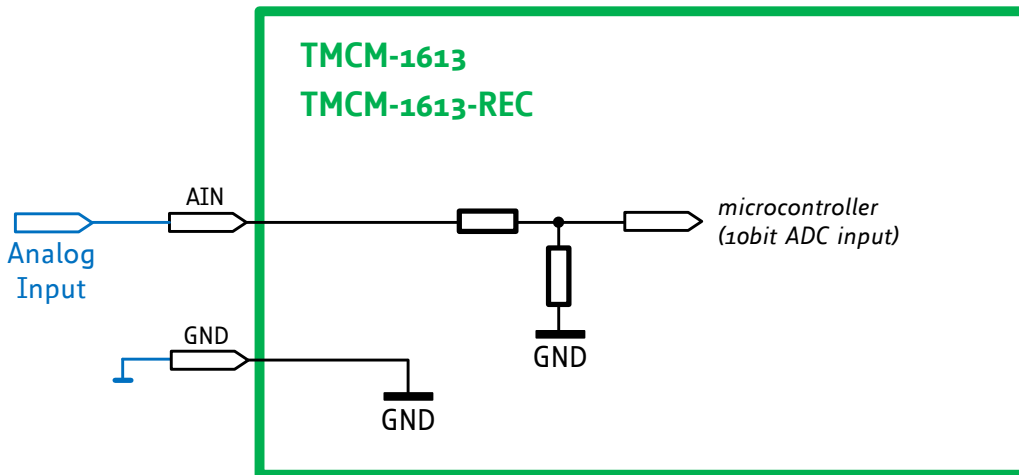 TMCM-1613
TMCM-1613-REC
AIN
Analog
Input
microcontroller
(10bit ADC input)
GND
GND
GND